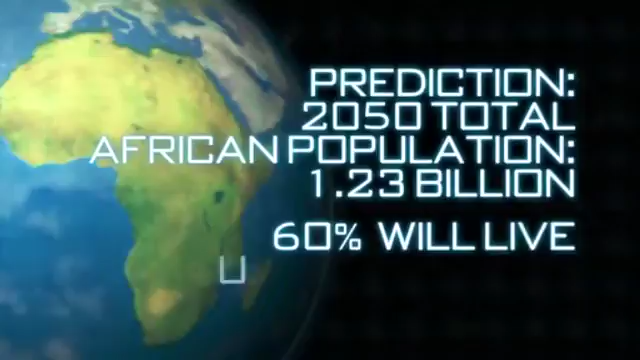 PREDICTION:
2050 TOTAL
AFRICAN POPULATION:
1.23 BILLION
60% WILL LIVE
U